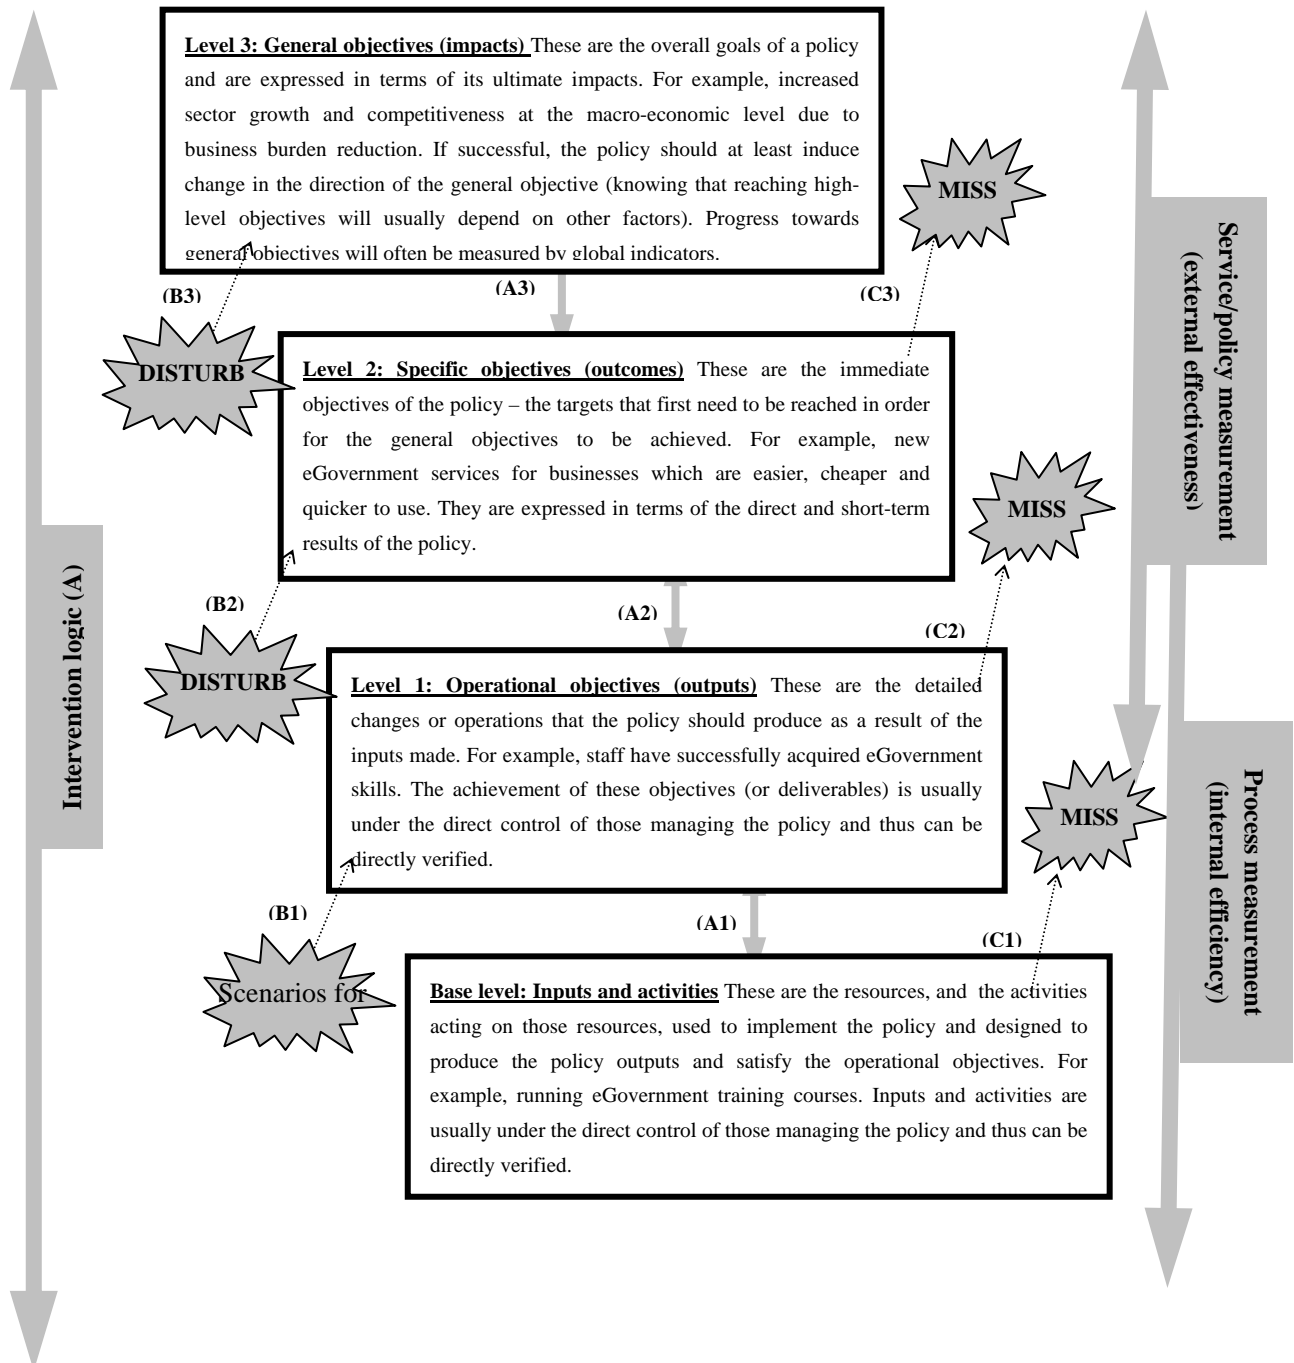 Level 3: General objectives (impacts) These are the overall goals of a policy
and are expressed in terms of its ultimate impacts. For example, increased
sector growth and competitiveness at the macro-economic level due to
business burden reduction. If successful, the policy should at least induce
change in the direction of the general objective (knowing that reaching high-
level objectives will usually depend on other factors). Progress towards
general objectives will often be measured by global indicators.
MISS
(B3)
(A3)
(C3)
DISTURB
Level 2: Specific objectives (outcomes) These are the immediate
objectives of the policy – the targets that first need to be reached in order
for the general objectives to be achieved. For example, new
eGovernment services for businesses which are easier, cheaper and
quicker to use. They are expressed in terms of the direct and short-term
results of the policy.
MISS
(B2)
(A2)
(C2)
DISTURB
Level 1: Operational objectives (outputs) These are the detailed
changes or operations that the policy should produce as a result of the
inputs made. For example, staff have successfully acquired eGovernment
skills. The achievement of these objectives (or deliverables) is usually
under the direct control of those managing the policy and thus can be
directly verified.
MISS
(B1)
(A1)
(C1)
Scenarios for
Base level: Inputs and activities These are the resources, and the activities
acting on those resources, used to implement the policy and designed to
produce the policy outputs and satisfy the operational objectives. For
example, running eGovernment training courses. Inputs and activities are
usually under the direct control of those managing the policy and thus can be
directly verified.
Intervention logic (A)
Service/policy measurement
(external effectiveness)
Process measurement
(internal efficiency)